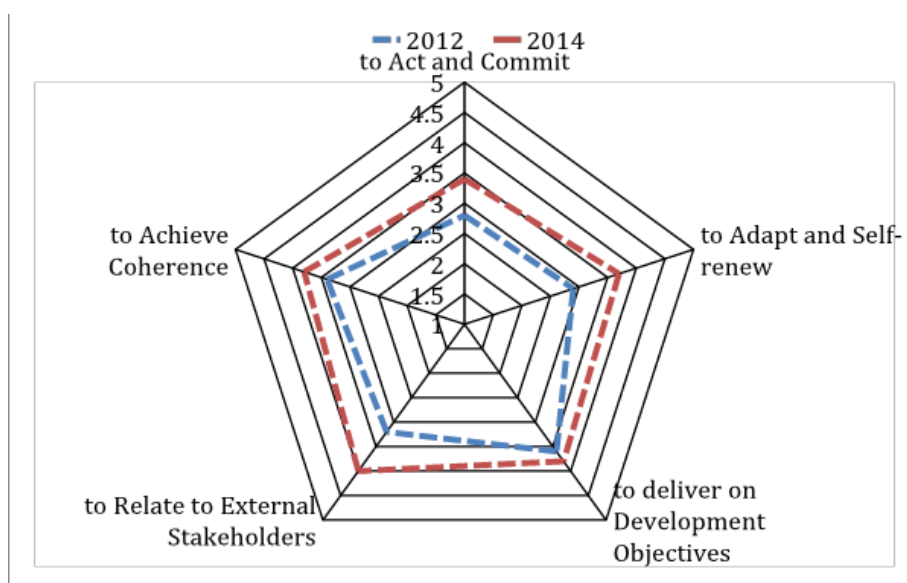 2012 2014
to Act and Commit
5
4.5
4
3.5
3
2.5
2
1.5
1
to Achieve
Coherence
to Adapt and Self-
renew
to Relate to External
Stakeholders
to deliver on
Development
Objectives